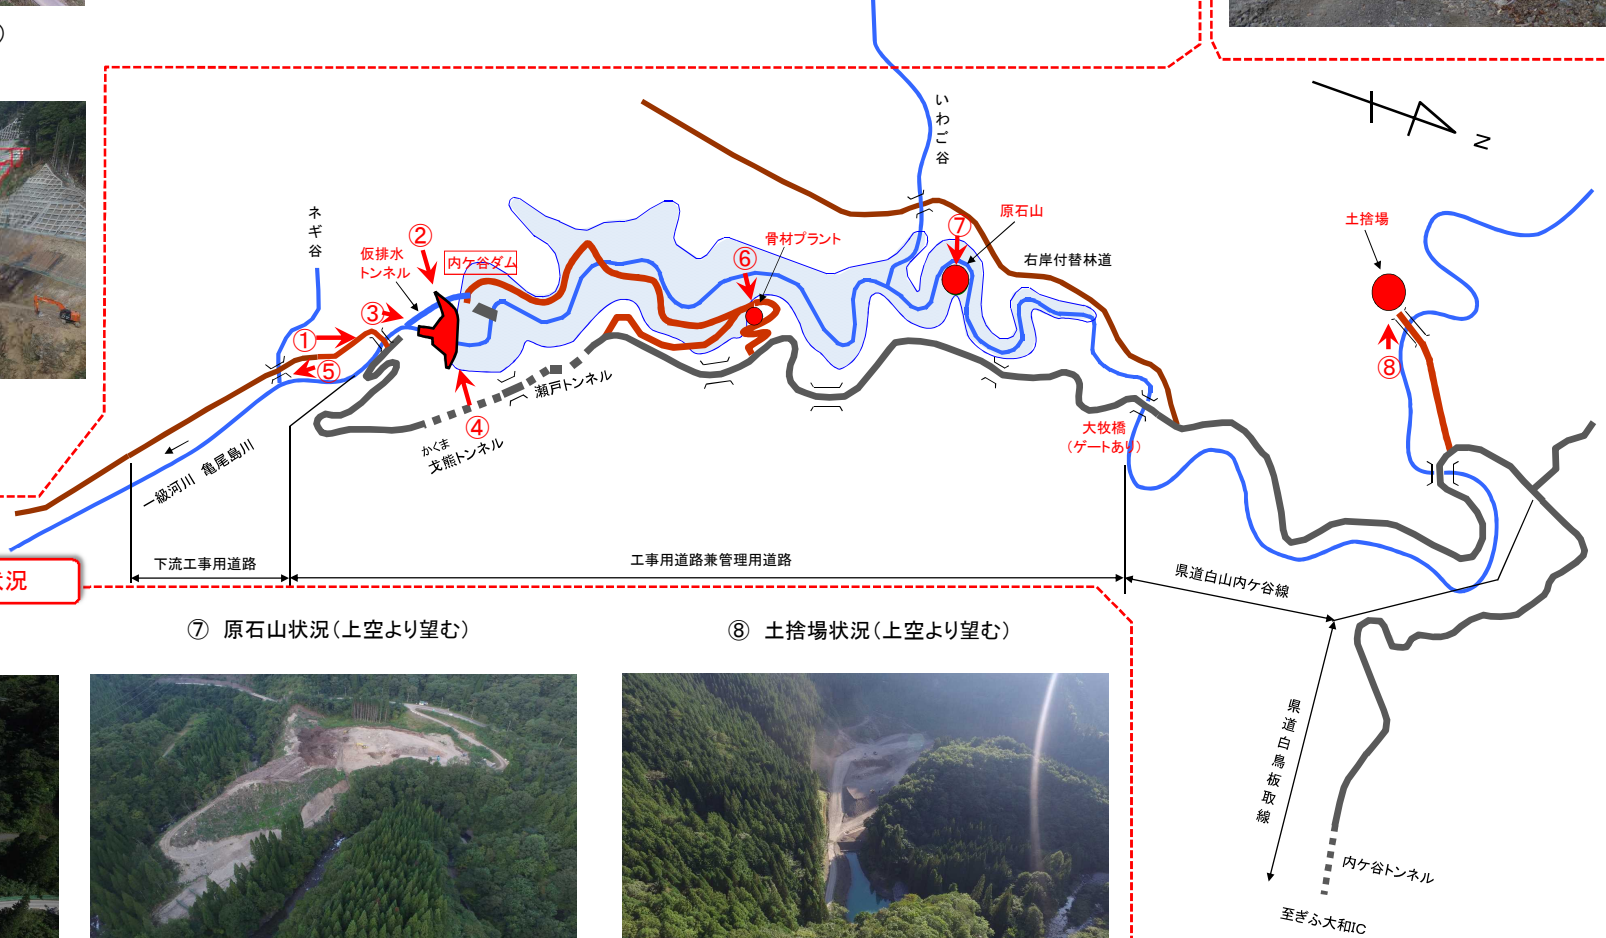 いわご谷
N
ネギ谷
②
仮排水
トンネル
内ケ谷ダム
骨材プラント
⑥
⑦
原石山
右岸付替林道
土捨場
③
①
⑤
⑧
④
瀬戸トンネル
かくま
戈熊トンネル
大牧橋
(ゲートあり)
一級河川 亀尾島川
下流工事用道路
工事用道路兼管理用道路
県道白山内ケ谷線
状況
⑦ 原石山状況(上空より望む)
⑧ 土捨場状況(上空より望む)
県道白鳥板取線
内ケ谷トンネル
至ぎふ大和IC